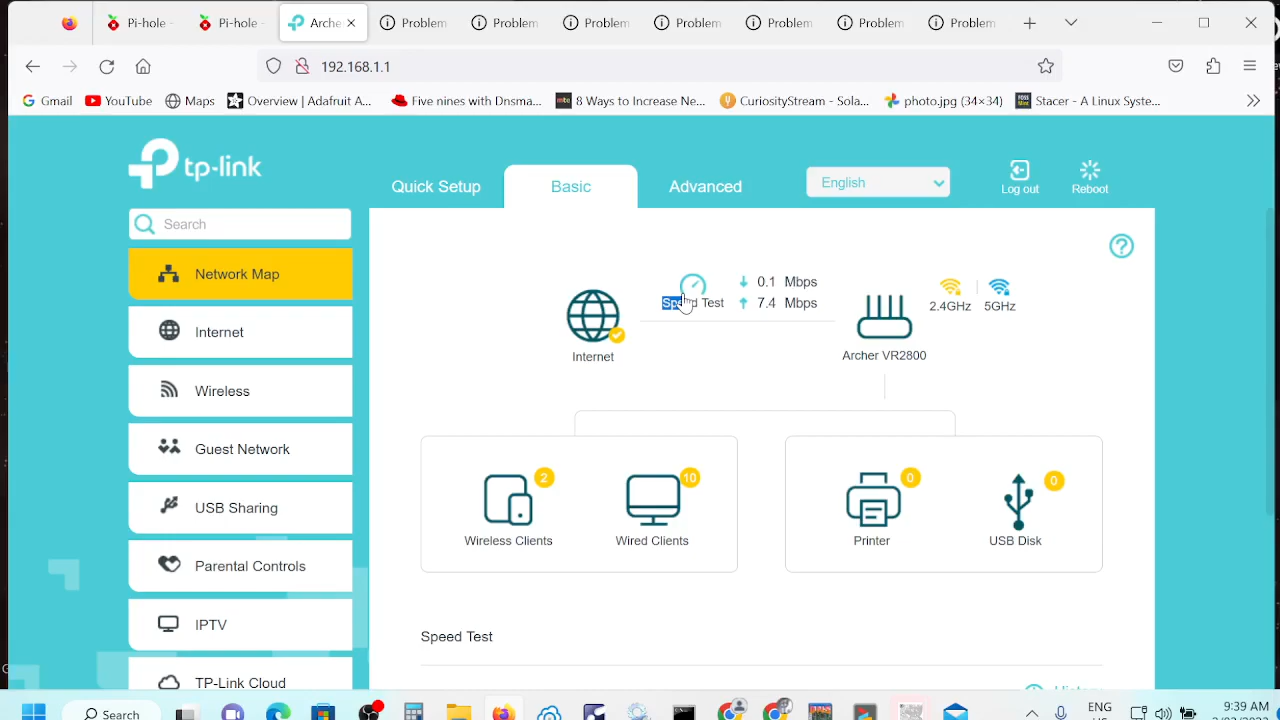 Pi-hole
Pi-hole
Arche
Problem
Problem
Problem
Problem
Problem
Problem
Problem
192.168.1.1
Gmail
YouTube
Maps
Overview | Adafruit A...
Five nines with Dnsma...
8 Ways to Increase Ne...
CuriosityStream - Sola...
photo.jpg (34×34)
Stacer - A Linux Syste...
tp-link
Quick Setup
Basic
Advanced
English
Log out
Reboot
Search
Network Map
Internet
Wireless
Guest Network
USB Sharing
Parental Controls
IPTV
TP-Link Cloud
Speed Test
0.1 Mbps
7.4 Mbps
Internet
Archer VR2800
2.4GHz
5GHz
2
Wireless Clients
10
Wired Clients
0
Printer
0
USB Disk
Speed Test
Search
ENG
9:39 AM